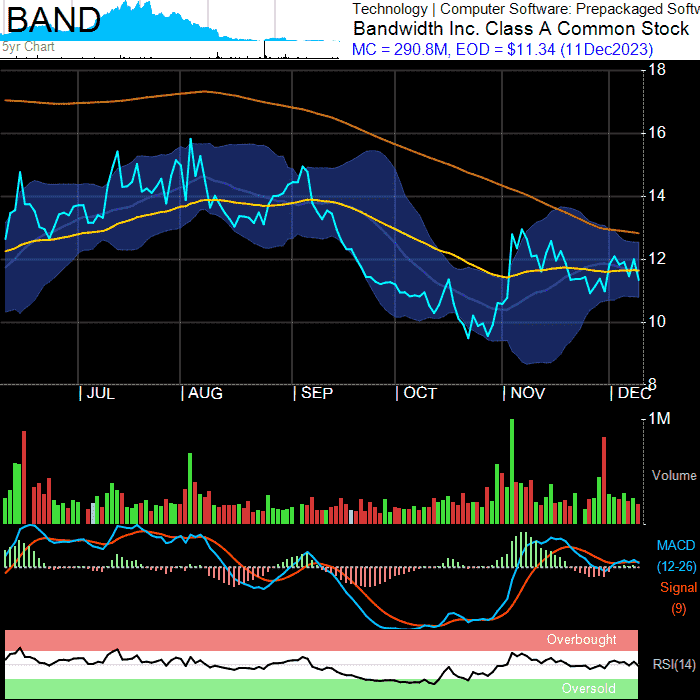 BAND
5yr Chart
Technology | Computer Software: Prepackaged Softw
Bandwidth Inc. Class A Common Stock
MC = 290.8M, EOD = $11.34 (11Dec2023)
18
16
14
12
10
8
| JUL | AUG | SEP | OCT | NOV | DEC
1M
Volume
MACD
(12-26)
Signal
(9)
Overbought
RSI(14)
Oversold